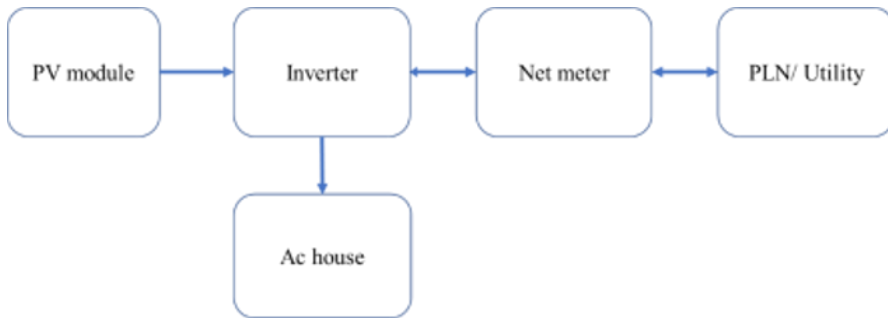 PV module
Inverter
Net meter
PLN/ Utility
Ac house